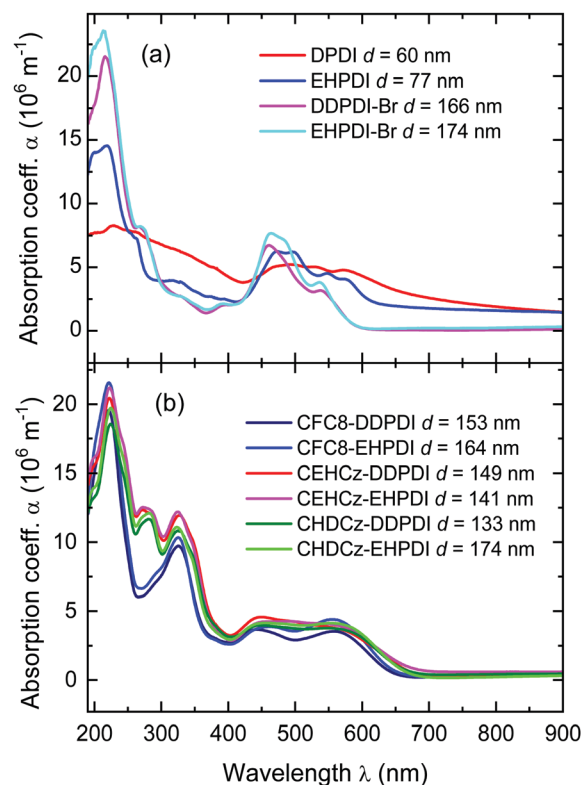 (a)
DPDI d = 60 nm
EHPDI d = 77 nm
DDPDI-Br d = 166 nm
EHPDI-Br d = 174 nm
Absorption coeff. α (10⁶ m⁻¹)
20
15
10
5
0
(b)
CFC8-DDPDI d = 153 nm
CFC8-EHPDI d = 164 nm
CEHCz-DDPDI d = 149 nm
CEHCz-EHPDI d = 141 nm
CHDCz-DDPDI d = 133 nm
CHDCz-EHPDI d = 174 nm
Absorption coeff. α (10⁶ m⁻¹)
20
15
10
5
0
200 300 400 500 600 700 800 900
Wavelength λ (nm)